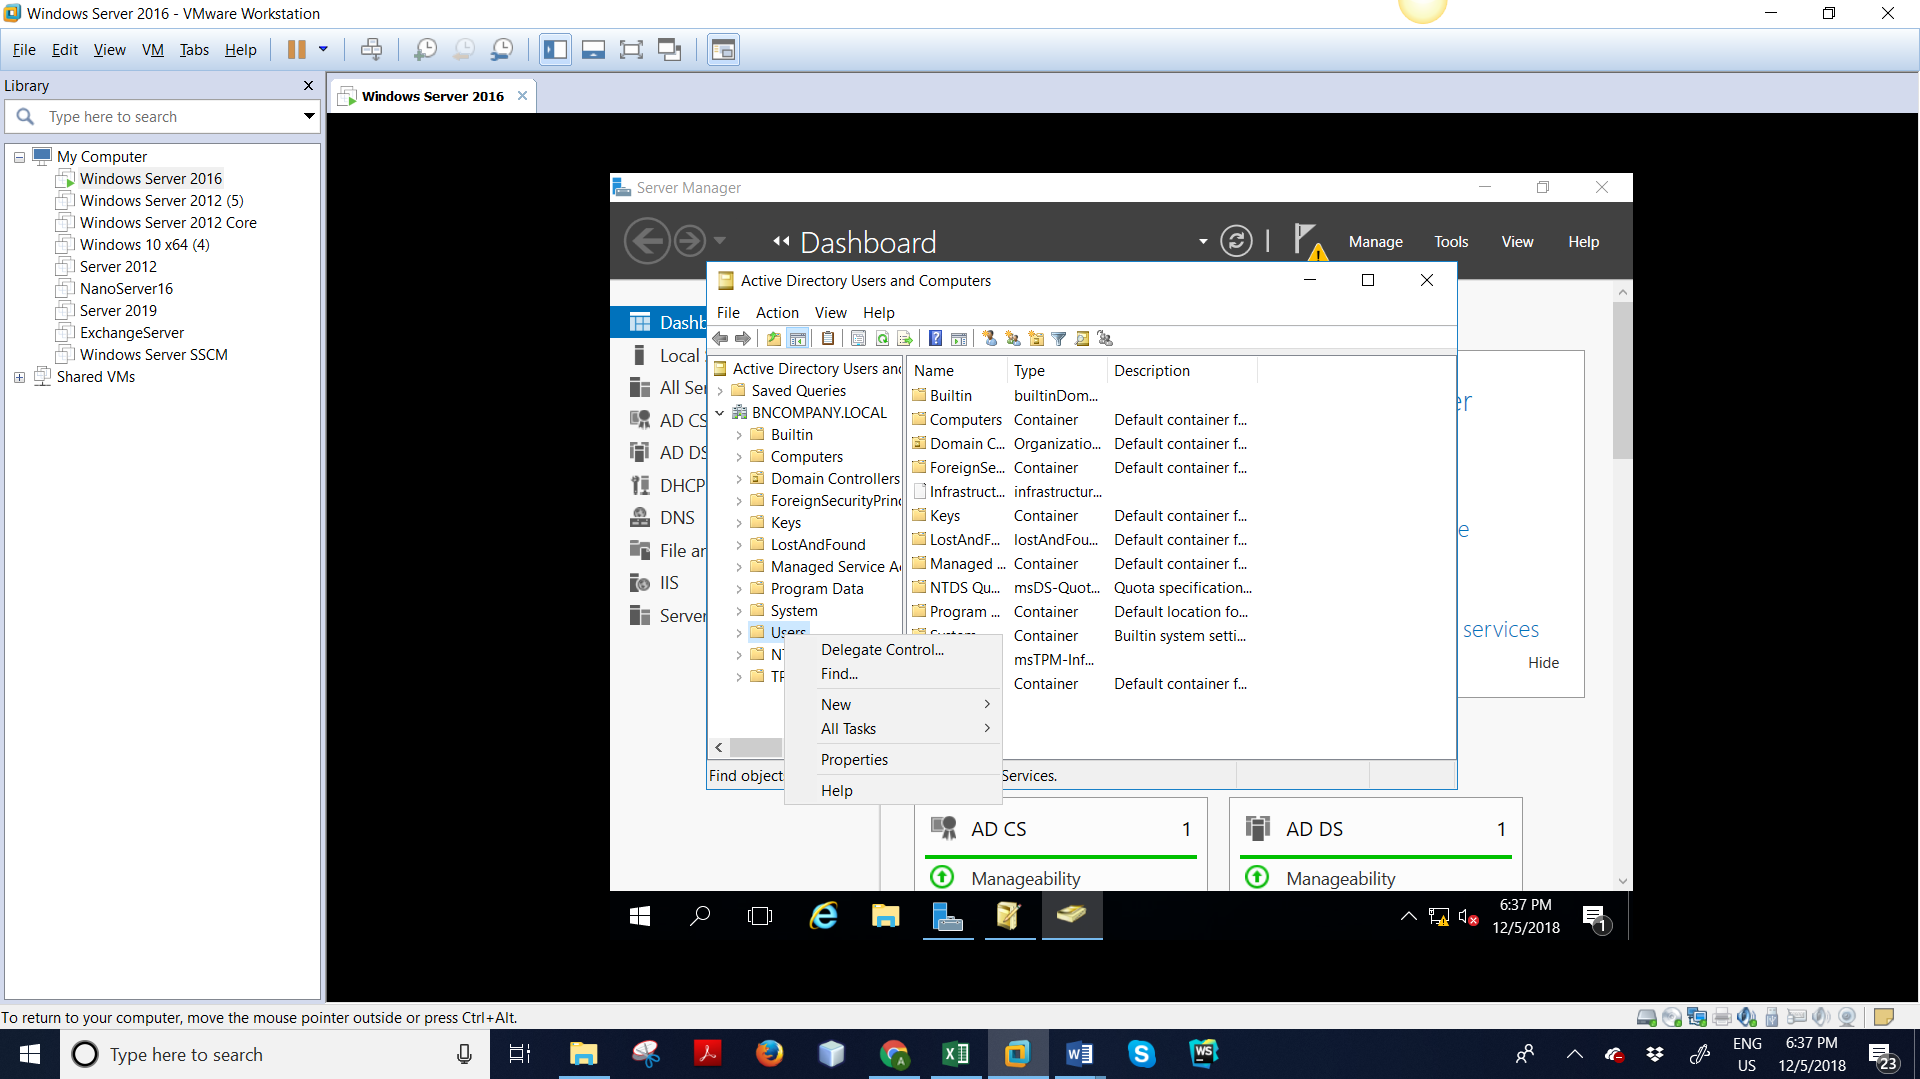 Windows Server 2016 - VMware Workstation
File Edit View VM Tabs Help
Library
Type here to search
My Computer
Windows Server 2016
Windows Server 2012 (5)
Windows Server 2012 Core
Windows 10 x64 (4)
Server 2012
NanoServer16
Server 2019
ExchangeServer
Windows Server SSCM
Shared VMs
Windows Server 2016
Server Manager
Dashboard
Manage Tools View Help
Dashb
Local
All Ser
AD CS
AD DS
DHCP
DNS
File ar
IIS
Server
er
e
services
Hide
Active Directory Users and Computers
File Action View Help
Active Directory Users and
Saved Queries
BNCOMPANY.LOCAL
Builtin
Computers
Domain Controllers
ForeignSecurityPrinc
Keys
LostAndFound
Managed Service Ac
Program Data
System
Users
NT
TP
Name Type Description
Builtin builtinDom...
Computers Container Default container f...
Domain C... Organizatio... Default container f...
ForeignSe... Container Default container f...
Infrastruct... infrastructur...
Keys Container Default container f...
LostAndF... lostAndFou... Default container f...
Managed ... Container Default container f...
NTDS Qu... msDS-Quot... Quota specification...
Program ... Container Default location fo...
System Container Builtin system setti...
msTPM-Inf...
Container Default container f...
Delegate Control...
Find...
New
All Tasks
Properties
Help
Find object
Services.
AD CS 1
Manageability
AD DS 1
Manageability
6:37 PM
12/5/2018
1
To return to your computer, move the mouse pointer outside or press Ctrl+Alt.
Type here to search
ENG
US
6:37 PM
12/5/2018
23